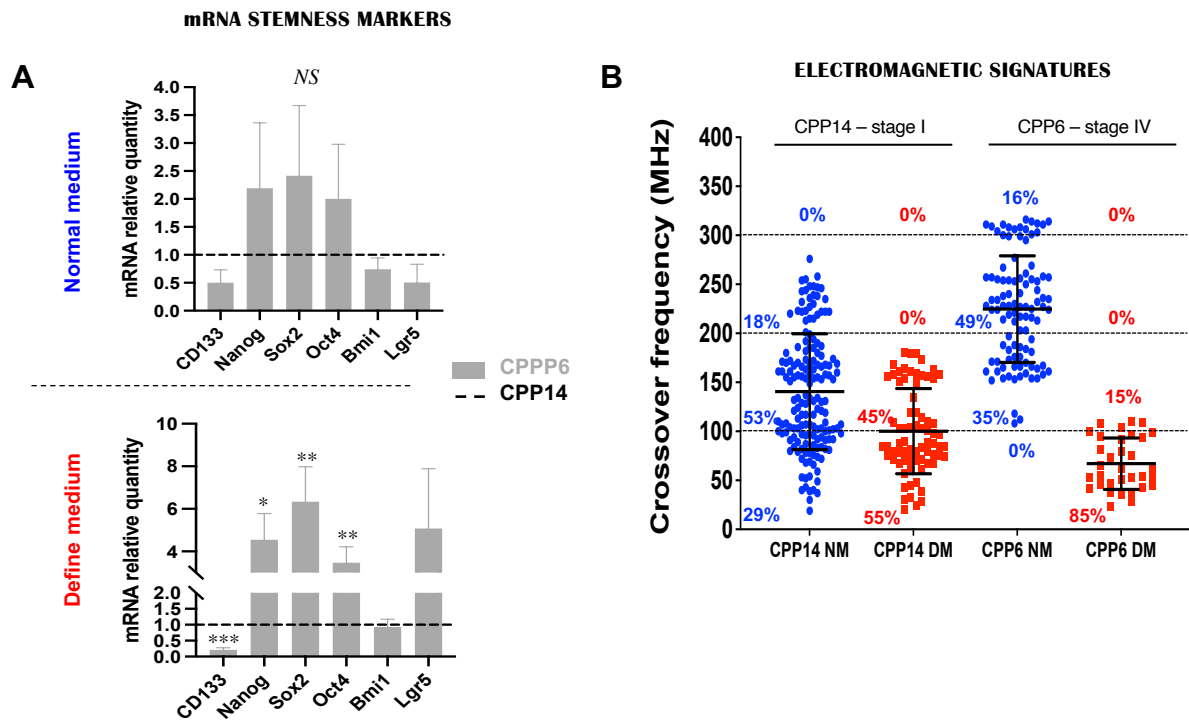 mRNA STEMNESS MARKERS
A
Normal medium
mRNA relative quantity
NS
4.0
3.5
3.0
2.5
2.0
1.5
1.0
0.5
0.0
CD133
Nanog
Sox2
Oct4
Bmi1
Lgr5
CPPP6
CPP14
Define medium
mRNA relative quantity
10
8
6
4
2.0
1.5
1.0
0.5
0.0
***
*
**
**
CD133
Nanog
Sox2
Oct4
Bmi1
Lgr5
B
ELECTROMAGNETIC SIGNATURES
CPP14 – stage I
CPP6 – stage IV
Crossover frequency (MHz)
400
350
300
250
200
150
100
50
0
0%
18%
53%
29%
0%
0%
45%
55%
16%
49%
35%
0%
0%
0%
15%
85%
CPP14 NM
CPP14 DM
CPP6 NM
CPP6 DM